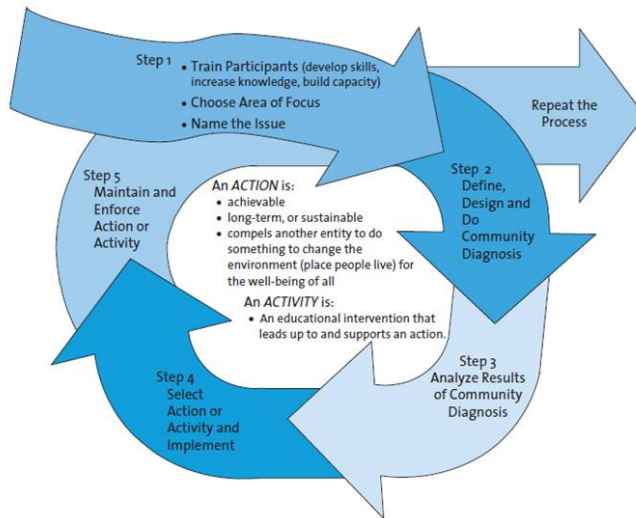 Step 1
• Train Participants (develop skills,
increase knowledge, build capacity)
• Choose Area of Focus
• Name the Issue
Repeat the
Process
Step 2
Define,
Design and
Do
Community
Diagnosis
Step 3
Analyze Results
of Community
Diagnosis
Step 4
Select
Action or
Activity and
Implement
Step 5
Maintain and
Enforce
Action or
Activity
An ACTION is:
• achievable
• long-term, or sustainable
• compels another entity to do
something to change the
environment (place people live) for
the well-being of all
An ACTIVITY is:
• An educational intervention that
leads up to and supports an action.